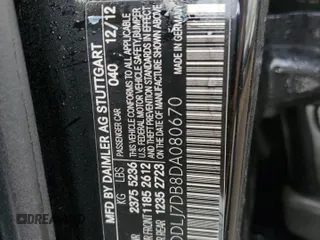 MFD BY DAIMLER AG STUTTGART
040 12/12
PASSENGER CAR
THIS VEHICLE CONFORMS TO ALL APPLICABLE
U.S. FEDERAL MOTOR VEHICLE SAFETY BUMPER,
AND THEFT PREVENTION STANDARDS IN EFFECT
ON THE DATE OF MANUFACTURE SHOWN ABOVE
MADE IN GERMANY
KG LBS
2375 5236
1185 2612
1235 2723
DLJ7DB8DA080670